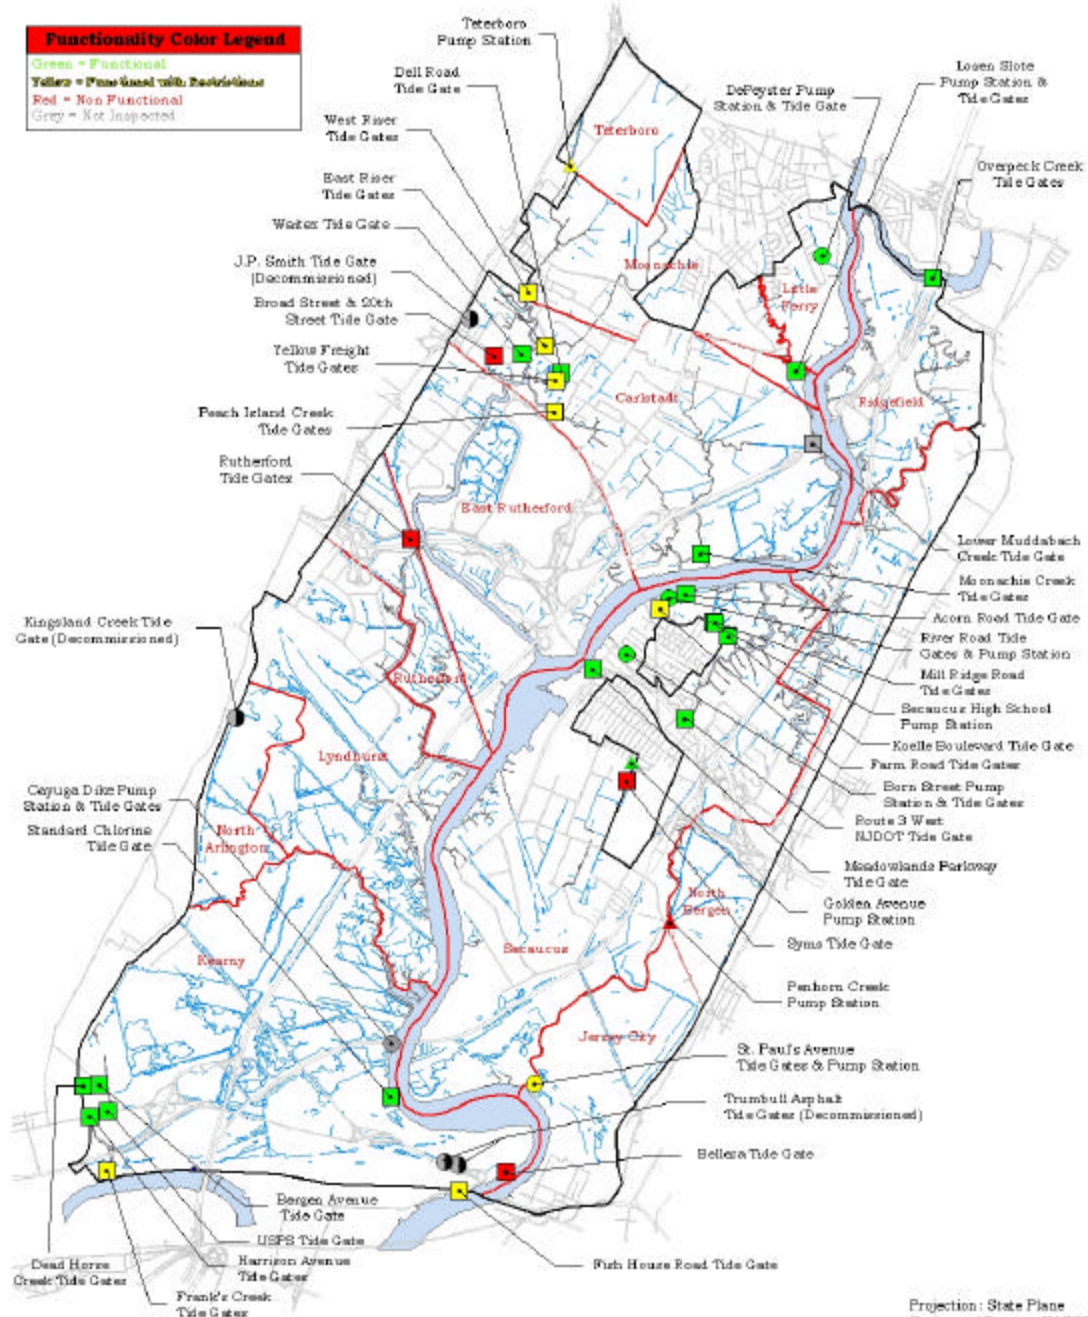 Functionality Color Legend
Green = Functional
Yellow = Functional with Restrictions
Red = Non Functional
Grey = Not Inspected
Teterboro
Pump Station
Dell Road
Tide Gate
West Riser
Tide Gates
East Riser
Tide Gates
J.P. Smith Tide Gate
(Decommissioned)
Broad Street & 20th
Street Tide Gate
Yellow Freight
Tide Gates
Peach Island Creek
Tide Gates
Rutherford
Tide Gates
Kingsland Creek Tide
Gate (Decommissioned)
Cayuga Dike Pump
Station & Tide Gates
Standard Chlorine
Tide Gate
DePeyster Pump
Station & Tide Gate
Losen Slote
Pump Station &
Tide Gates
Overpeck Creek
Tide Gates
Teterboro
Moonachie
Little
Ferry
Carlstadt
Ridgefield
East Rutherford
Rutherford
Lyndhurst
North
Arlington
Kearny
Secaucus
North
Bergen
Jersey City
Lower Muddabach
Creek Tide Gate
Moonachie Creek
Tide Gates
Acorn Road Tide Gate
River Road Tide
Gates & Pump Station
Mill Ridge Road
Tide Gates
Secaucus High School
Pump Station
Koelle Boulevard Tide Gate
Farm Road Tide Gates
Born Street Pump
Station & Tide Gates
Route 3 West
NJDOT Tide Gate
Meadowlands Parkway
Tide Gate
Golden Avenue
Pump Station
Syms Tide Gate
Penhorn Creek
Pump Station
St. Paul's Avenue
Tide Gates & Pump Station
Trumbull Asphalt
Tide Gates (Decommissioned)
Bellezza Tide Gate
Fish House Road Tide Gate
Bergen Avenue
Tide Gate
USPS Tide Gate
Harrison Avenue
Tide Gates
Dead Horse
Creek Tide Gates
Frank's Creek
Tide Gates
Projection: State Plane